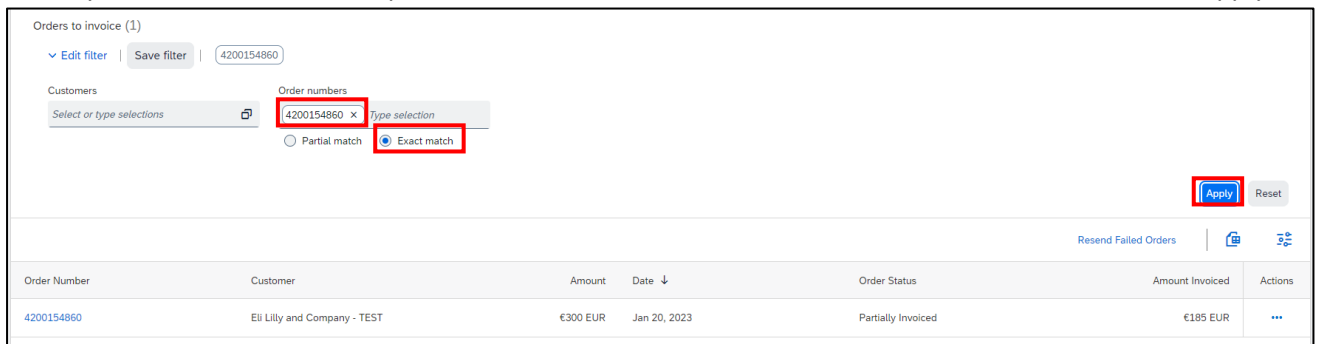 Orders to invoice (1)
Edit filter | Save filter | 4200154860
Customers Order numbers
Select or type selections 4200154860 × Type selection
Partial match Exact match
Apply Reset
Resend Failed Orders
Order Number Customer Amount Date ↓ Order Status Amount Invoiced Actions
4200154860 Eli Lilly and Company - TEST €300 EUR Jan 20, 2023 Partially Invoiced €185 EUR ...